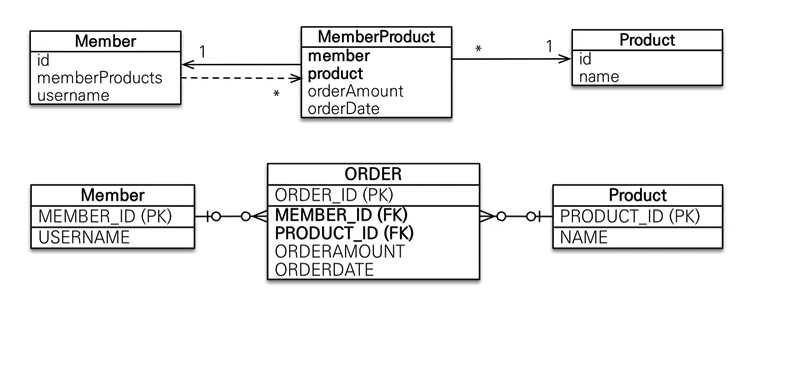 Member
id
memberProducts
username
1
*
MemberProduct
member
product
orderAmount
orderDate
*
1
Product
id
name
Member
MEMBER_ID (PK)
USERNAME
ORDER
ORDER_ID (PK)
MEMBER_ID (FK)
PRODUCT_ID (FK)
ORDERAMOUNT
ORDERDATE
Product
PRODUCT_ID (PK)
NAME